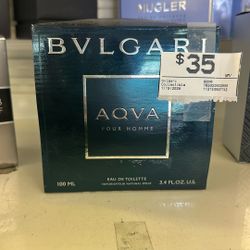 MUGLER
BVLGARI
$35
AQVA
POUR HOMME
EAU DE TOILETTE
100 ML
3.4 FL.OZ. U.S.